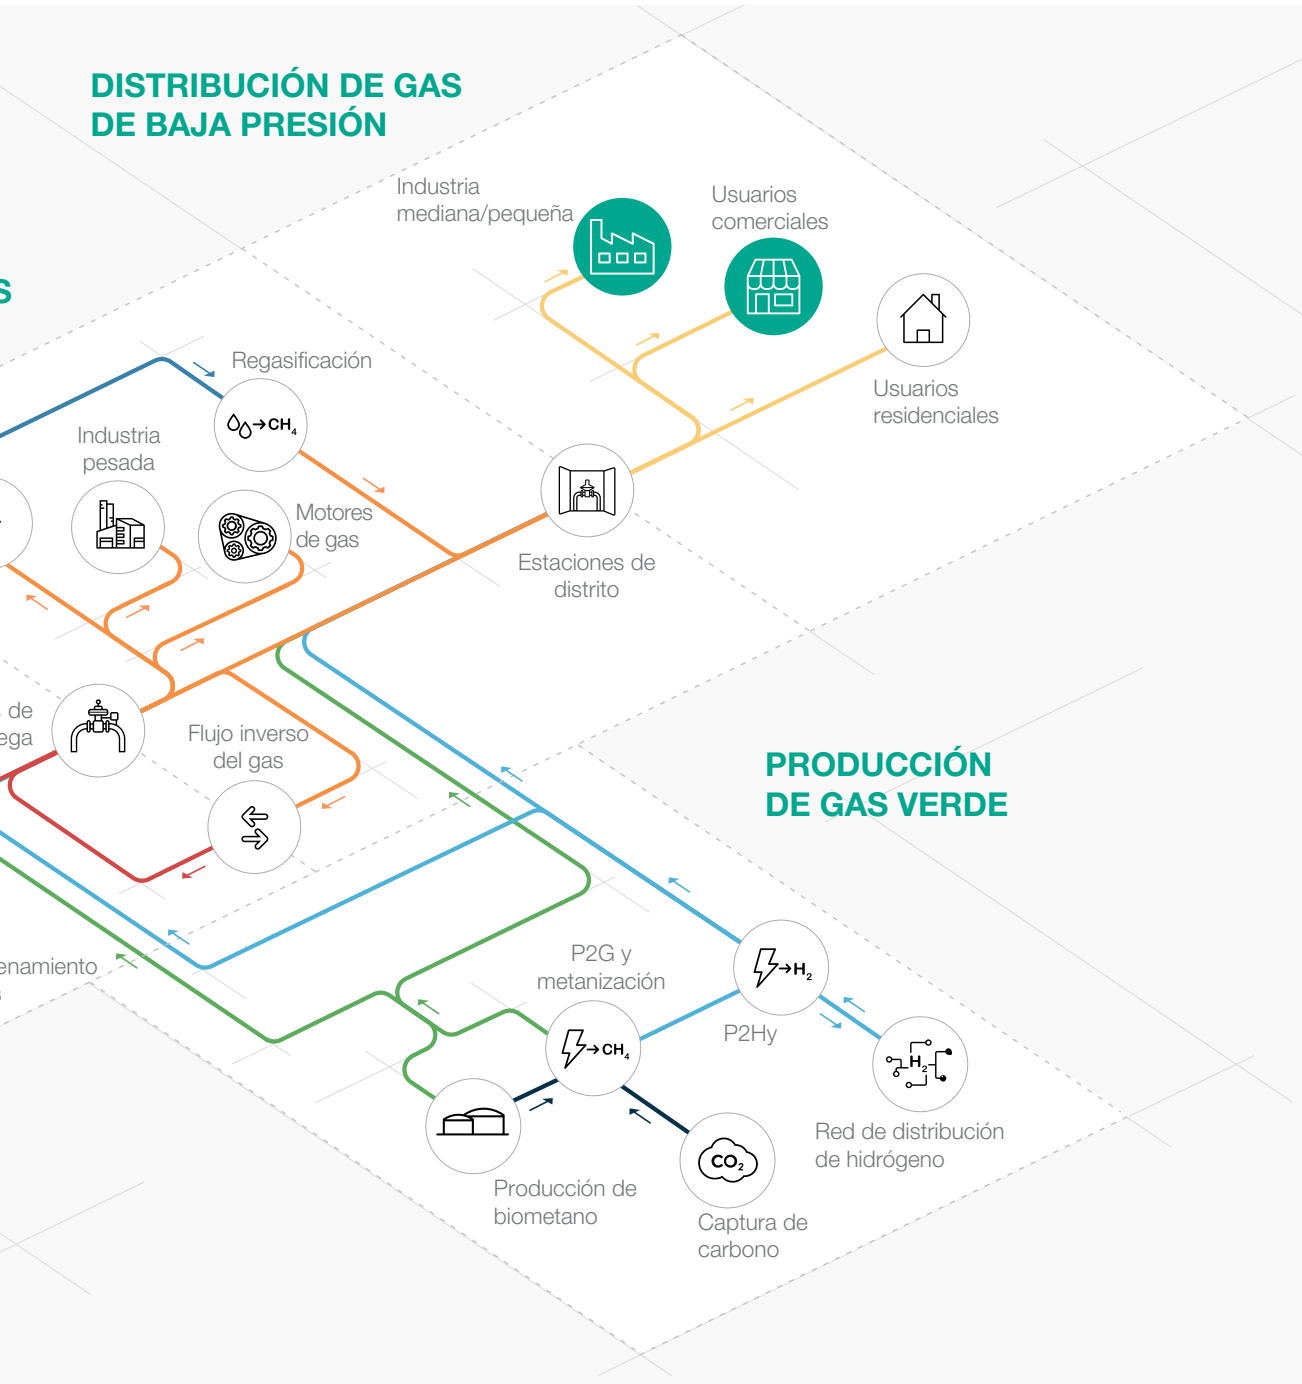 DISTRIBUCIÓN DE GAS
DE BAJA PRESIÓN
Industria
mediana/pequeña
Usuarios
comerciales
S
Regasificación
CH₄
Usuarios
residenciales
Industria
pesada
Motores
de gas
Estaciones de
distrito
de
Flujo inverso
del gas
PRODUCCIÓN
DE GAS VERDE
P2G y
metanización
H₂
P2Hy
CH₄
H₂
Red de distribución
de hidrógeno
CO₂
Producción de
biometano
Captura de
carbono